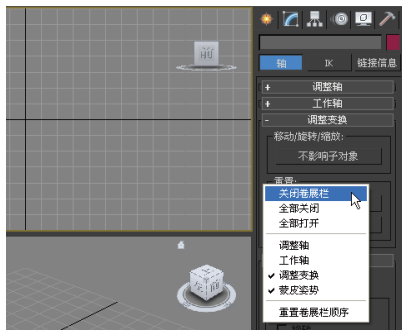 前
轴 IK 链接信息
+ 调整轴
+ 工作轴
- 调整变换
移动/旋转/缩放:
不影响子对象
重置:
关闭卷展栏
全部关闭
全部打开
调整轴
工作轴
✓ 调整变换
✓ 蒙皮姿势
重置卷展栏顺序